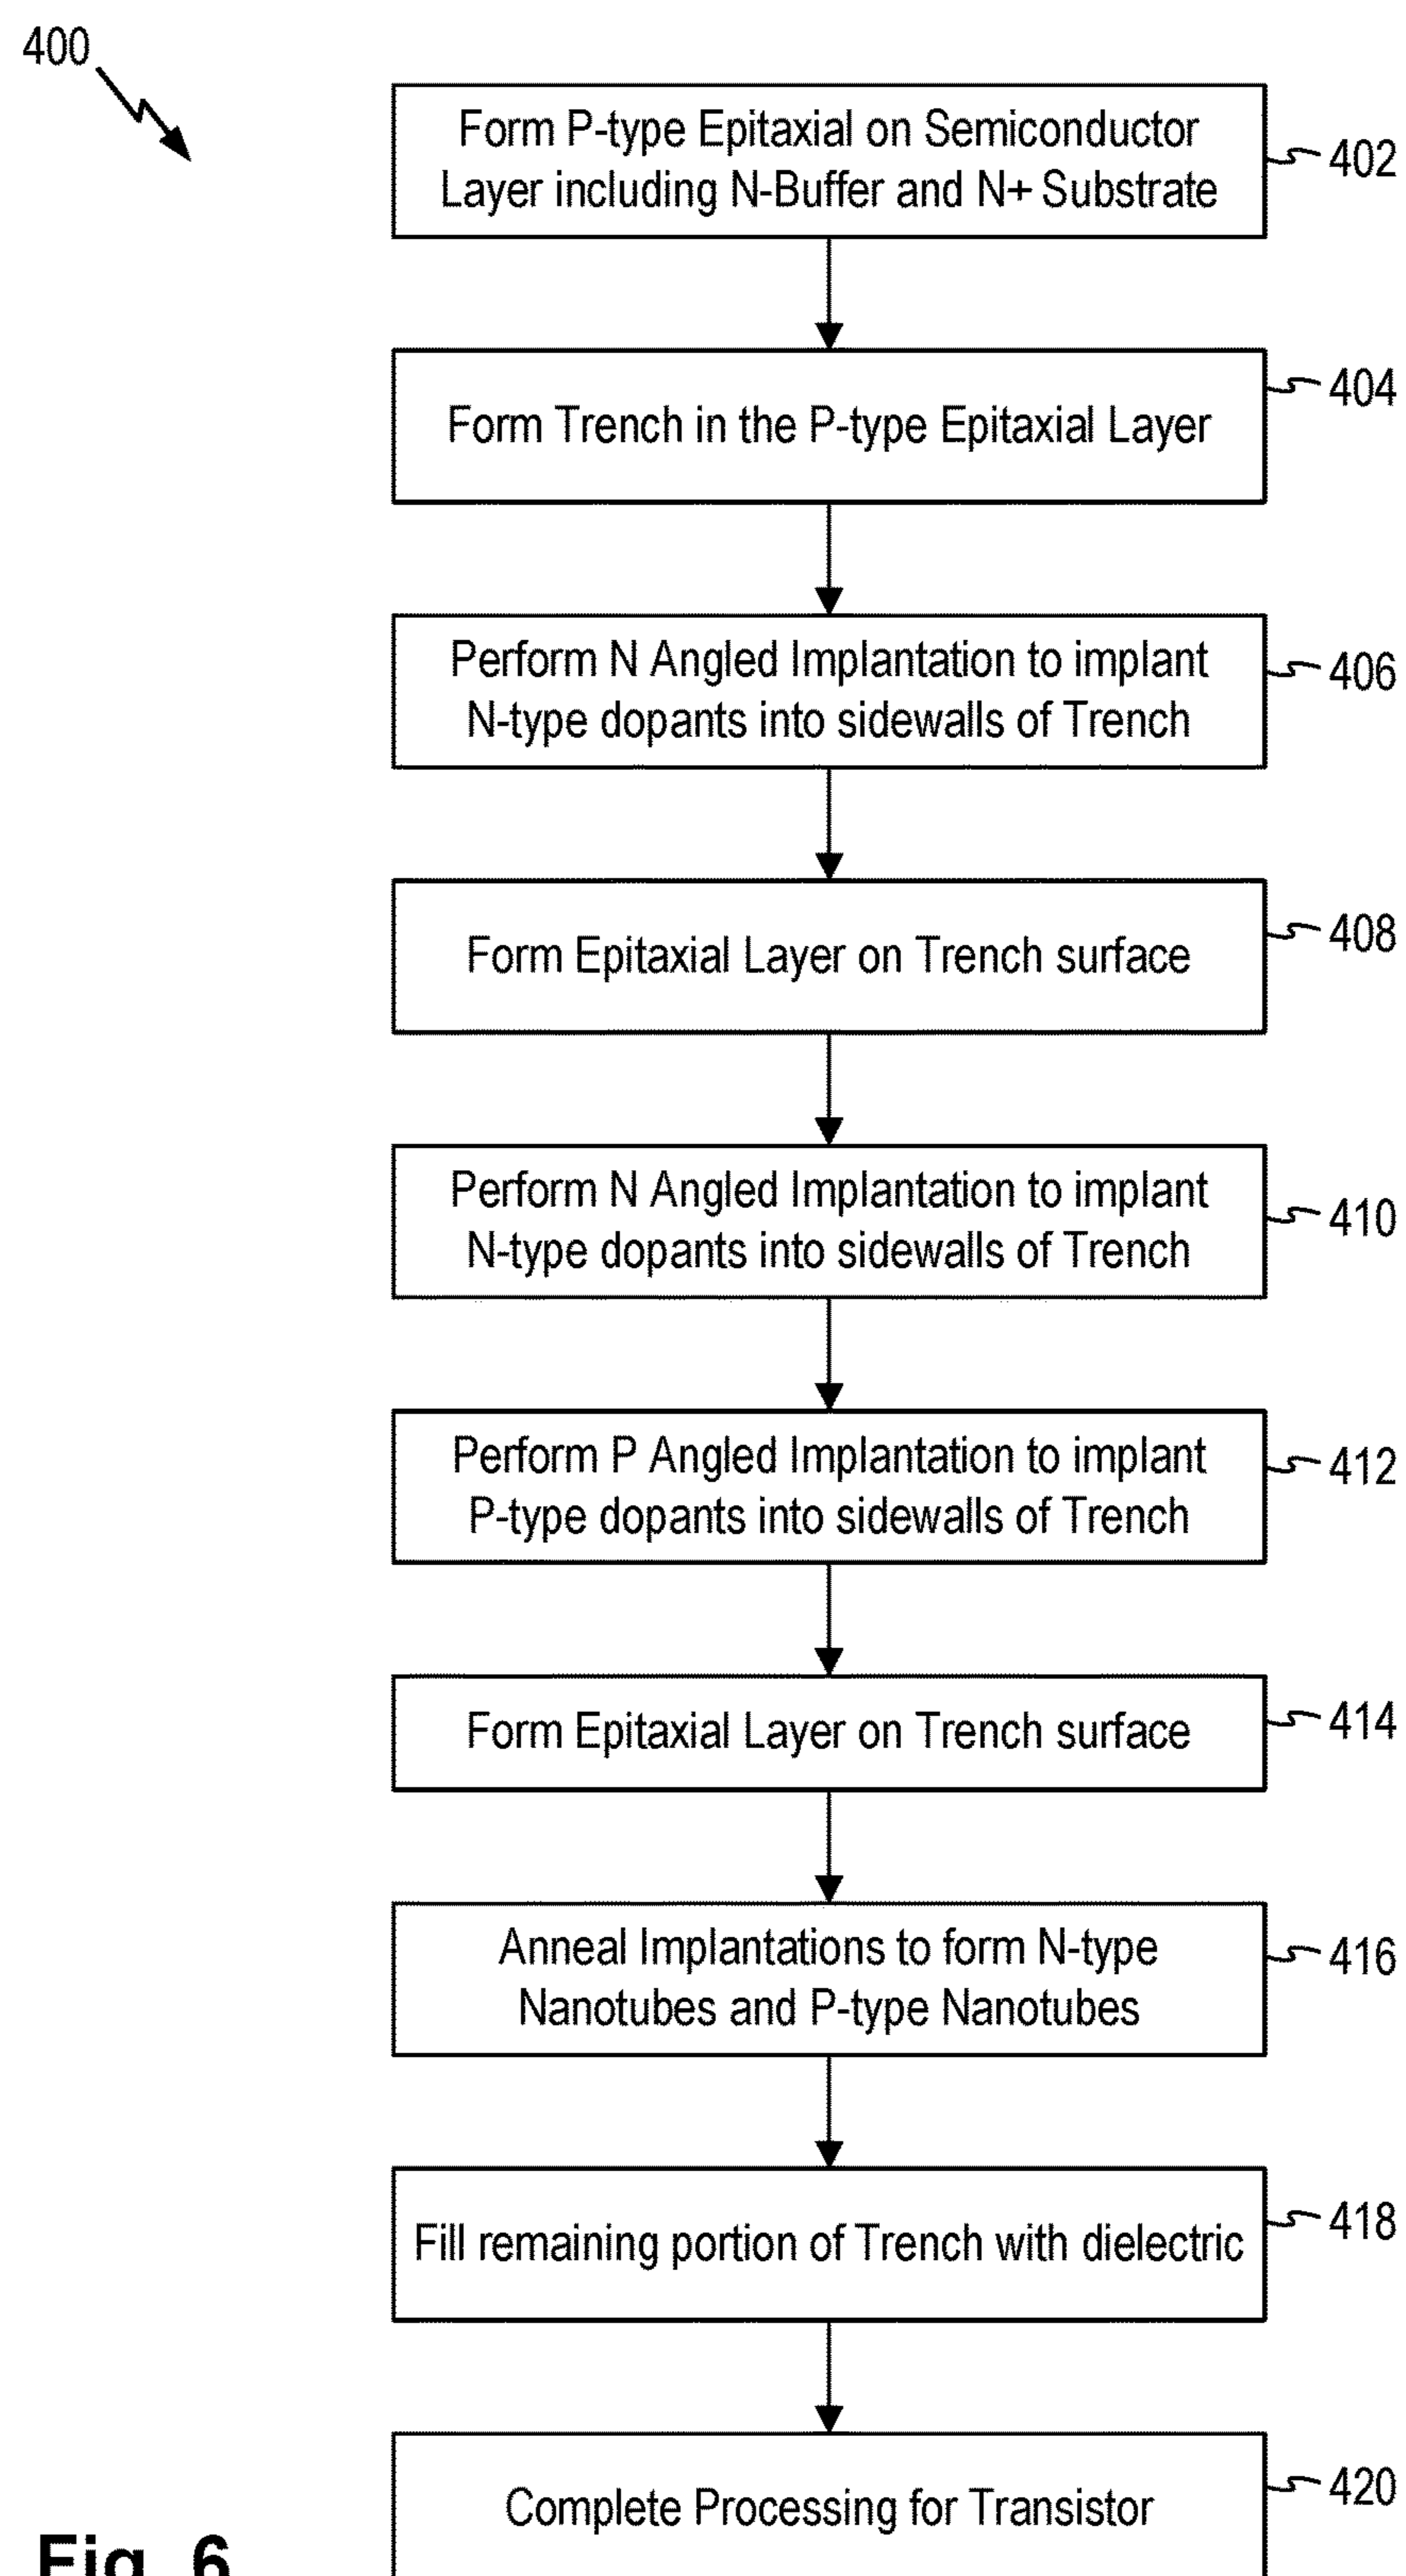 400
Form P-type Epitaxial on Semiconductor
Layer including N-Buffer and N+ Substrate
402
Form Trench in the P-type Epitaxial Layer
404
Perform N Angled Implantation to implant
N-type dopants into sidewalls of Trench
406
Form Epitaxial Layer on Trench surface
408
Perform N Angled Implantation to implant
N-type dopants into sidewalls of Trench
410
Perform P Angled Implantation to implant
P-type dopants into sidewalls of Trench
412
Form Epitaxial Layer on Trench surface
414
Anneal Implantations to form N-type
Nanotubes and P-type Nanotubes
416
Fill remaining portion of Trench with dielectric
418
Complete Processing for Transistor
420
Fig. 6